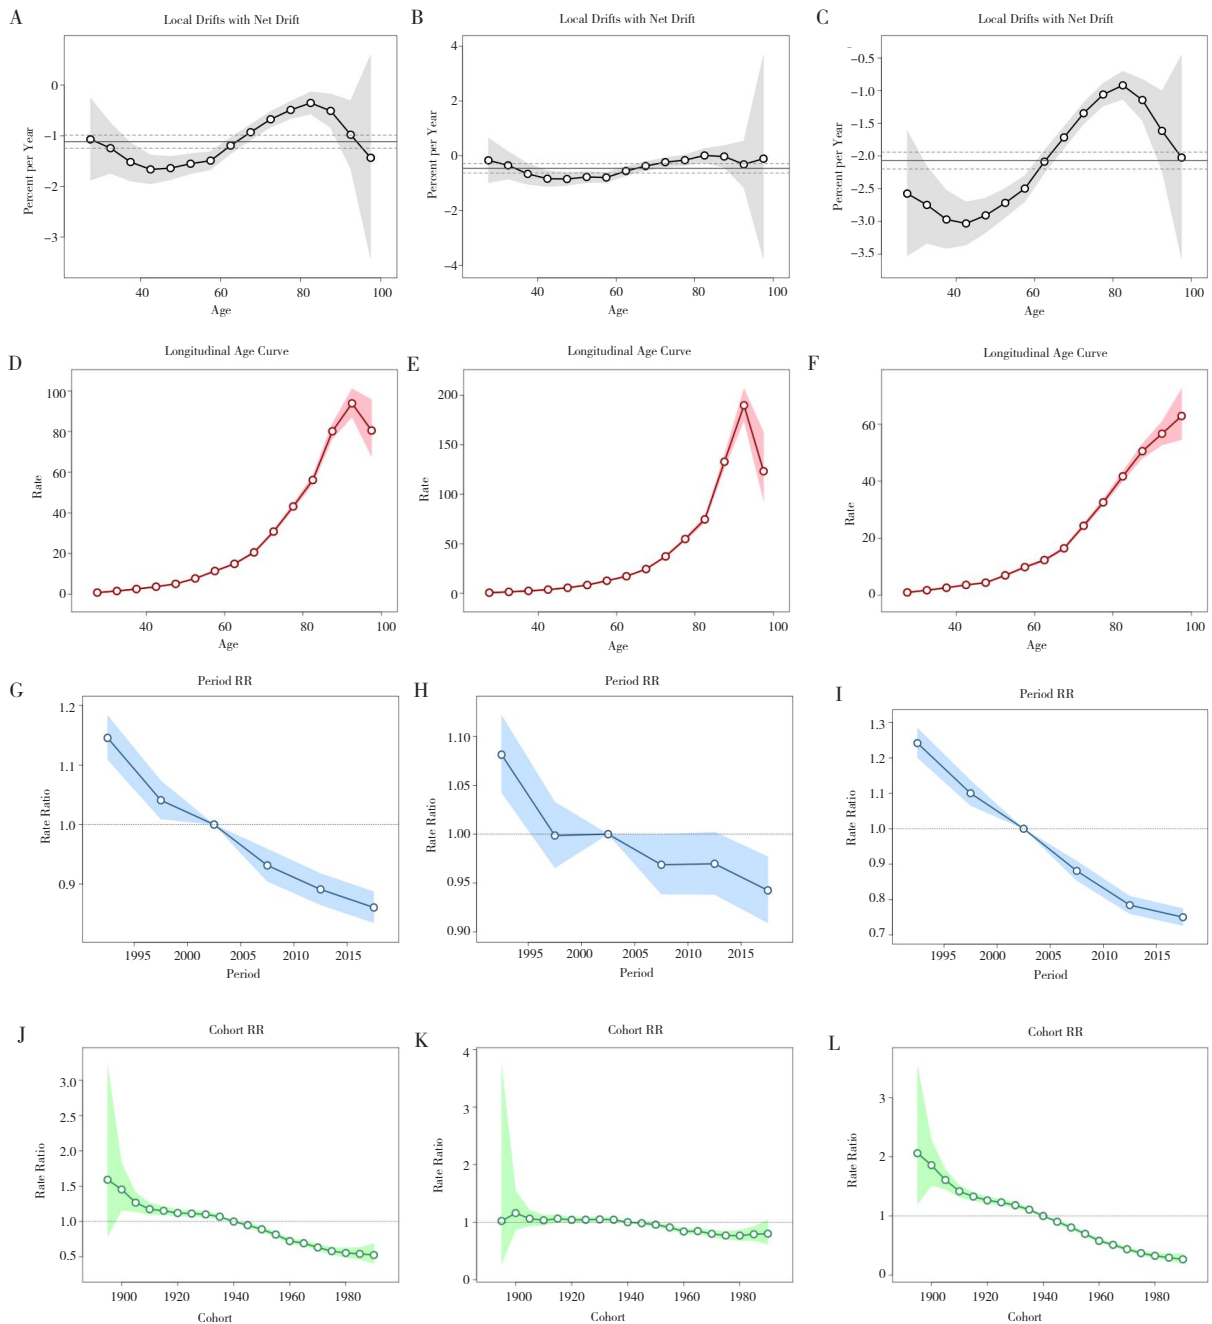 A
Local Drifts with Net Drift
Percent per Year
0
−1
−2
−3
40
60
80
100
Age
B
Local Drifts with Net Drift
Percent per Year
4
2
0
−2
−4
40
60
80
100
Age
C
Local Drifts with Net Drift
Percent per Year
−0.5
−1.0
−1.5
−2.0
−2.5
−3.0
−3.5
40
60
80
100
Age
D
Longitudinal Age Curve
Rate
100
80
60
40
20
0
40
60
80
100
Age
E
Longitudinal Age Curve
Rate
200
150
100
50
0
40
60
80
100
Age
F
Longitudinal Age Curve
Rate
60
40
20
0
40
60
80
100
Age
G
Period RR
Rate Ratio
1.2
1.1
1.0
0.9
1995
2000
2005
2010
2015
Period
H
Period RR
Rate Ratio
1.10
1.05
1.00
0.95
0.90
1995
2000
2005
2010
2015
Period
I
Period RR
Rate Ratio
1.3
1.2
1.1
1.0
0.9
0.8
0.7
1995
2000
2005
2010
2015
Period
J
Cohort RR
Rate Ratio
3.0
2.5
2.0
1.5
1.0
0.5
1900
1920
1940
1960
1980
Cohort
K
Cohort RR
Rate Ratio
4
3
2
1
0
1900
1920
1940
1960
1980
Cohort
L
Cohort RR
Rate Ratio
3
2
1
0
1900
1920
1940
1960
1980
Cohort